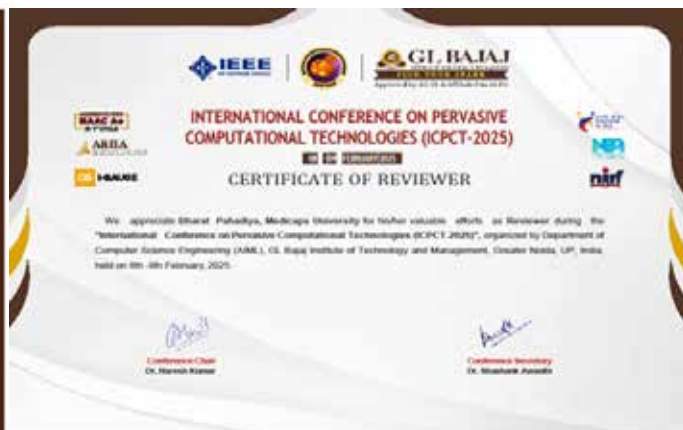 IEEE
GL BAJAJ
INTERNATIONAL CONFERENCE ON PERVASIVE
COMPUTATIONAL TECHNOLOGIES (ICPCT-2025)
FEBRUARY 2025
CERTIFICATE OF REVIEWER
NAAC A+
ARIIA
nirf
We appreciate Bharat Pahadiya, Medicaps University for his/her valuable efforts as Reviewer during the
"International Conference on Pervasive Computational Technologies (ICPCT-2025)", organized by Department of
Computer Science Engineering (AIML), GL Bajaj Institute of Technology and Management, Greater Noida, UP, India
held on February, 2025.
Conference Chair
Dr. Naresh Kumar
Conference Secretary
Dr. Shashank Awasthi